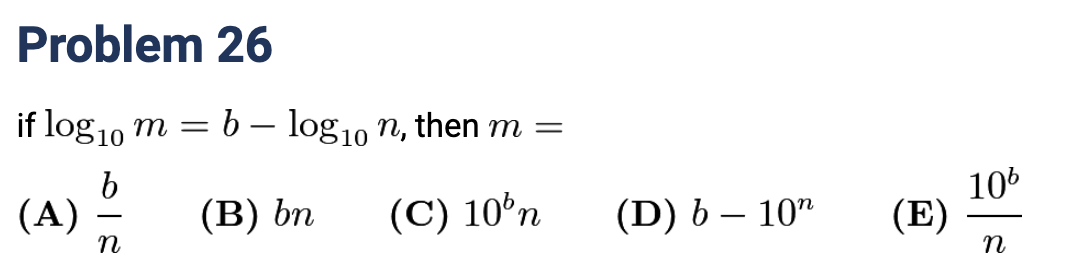 Problem 26
if log₁₀ m = b − log₁₀ n, then m =
(A) b/n (B) bn (C) 10ᵇn (D) b − 10ⁿ (E) 10ᵇ/n